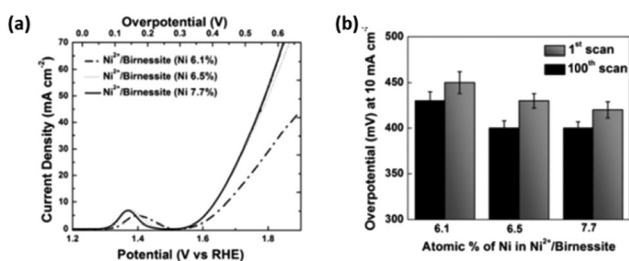 (a)
Overpotential (V)
0.0 0.1 0.2 0.3 0.4 0.5 0.6
70
60
50
40
30
20
10
0
Current Density (mA cm⁻²)
Ni²⁺/Birnessite (Ni 6.1%)
Ni²⁺/Birnessite (Ni 6.5%)
Ni²⁺/Birnessite (Ni 7.7%)
1.2 1.4 1.6 1.8
Potential (V vs RHE)
(b)
Overpotential (mV) at 10 mA cm⁻²
450
400
350
300
1ˢᵗ scan
100ᵗʰ scan
6.1 6.5 7.7
Atomic % of Ni in Ni²⁺/Birnessite